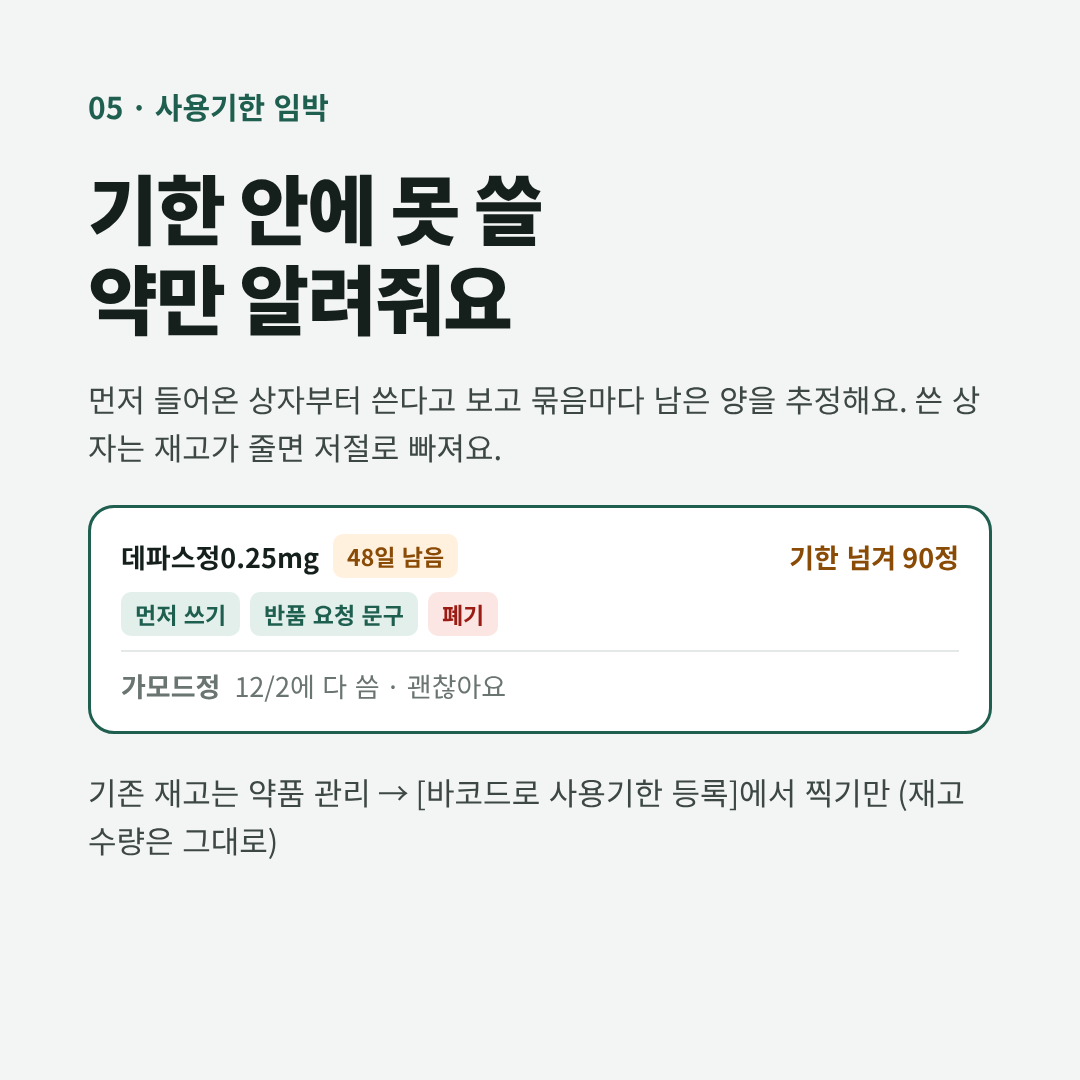 05 · 사용기한 임박
기한 안에 못 쓸
약만 알려줘요
먼저 들어온 상자부터 쓴다고 보고 묶음마다 남은 양을 추정해요. 쓴 상
자는 재고가 줄면 저절로 빠져요.
데파스정0.25mg 48일 남음 기한 넘겨 90정
먼저 쓰기 반품 요청 문구 폐기
가모드정 12/2에 다 씀 · 괜찮아요
기존 재고는 약품 관리 → [바코드로 사용기한 등록]에서 찍기만 (재고
수량은 그대로)